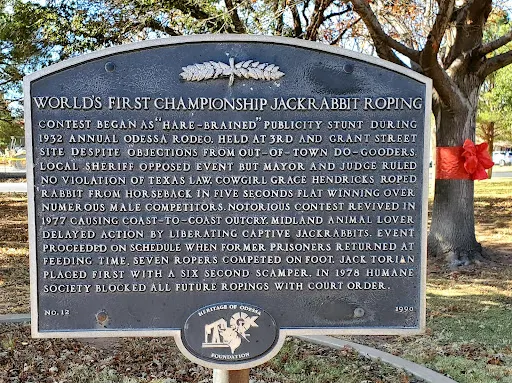 WORLD'S FIRST CHAMPIONSHIP JACKRABBIT ROPING
CONTEST BEGAN AS "HARE-BRAINED" PUBLICITY STUNT DURING
1932 ANNUAL ODESSA RODEO. HELD AT 3RD AND GRANT STREET
SITE DESPITE OBJECTIONS FROM OUT-OF-TOWN DO-GOODERS.
LOCAL SHERIFF OPPOSED EVENT BUT MAYOR AND JUDGE RULED
NO VIOLATION OF TEXAS LAW. COWGIRL GRACE HENDRICKS ROPED
RABBIT FROM HORSEBACK IN FIVE SECONDS FLAT WINNING OVER
NUMEROUS MALE COMPETITORS. NOTORIOUS CONTEST REVIVED IN
1977 CAUSING COAST-TO-COAST OUTCRY. MIDLAND ANIMAL LOVER
DELAYED ACTION BY LIBERATING CAPTIVE JACKRABBITS. EVENT
PROCEEDED ON SCHEDULE WHEN FORMER PRISONERS RETURNED AT
FEEDING TIME. SEVEN ROPERS COMPETED ON FOOT. JACK TORIAN
PLACED FIRST WITH A SIX SECOND SCAMPER. IN 1978 HUMANE
SOCIETY BLOCKED ALL FUTURE ROPINGS WITH COURT ORDER.
No. 12
1990
HERITAGE OF ODESSA
FOUNDATION